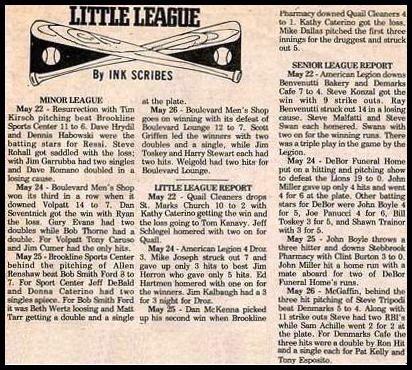 LITTLE LEAGUE
By INK SCRIBES
MINOR LEAGUE
May 22 - Resurrection with Tim
Kirsch pitching beat Brookline
Sports Center 11 to 6. Dave Hrydil
and Dennis Habowski were the
batting stars for Ressi. Steve
Rohall got saddled with the loss;
with Jim Garrubba had two singles
and Dave Romano doubled in a
losing cause.
May 24 - Boulevard Men's Shop
won its third in a row when it
downed Volpatt 14 to 7. Dan
Soventrick got the win with Ryan
the loss. Gary Evans had two
doubles while Bob Thorne had a
double. For Volpatt Tony Caruso
and Jim Cumer had the only hits.
May 25 - Brookline Sports Center
behind the pitching of Allen
Renshaw beat Bob Smith Ford 8 to
7. For Sport Center Jeff DeBald
and Donna Caterino had two
singles apiece. For Bob Smith Ford
it was Beth Wertz loosing and Matt
Tarr getting a double and a single
at the plate.
May 26 - Boulevard Men's Shop
goes on winning with its defeat of
Boulevard Lounge 12 to 7. Scott
Griffen led the winners with two
doubles and a single, while Jim
Toskey and Harry Stewart each had
two hits. Weigold had two hits for
Boulevard Lounge.
LITTLE LEAGUE REPORT
May 22 - Quail Cleaners drops
St. Marks Church 10 to 2 with
Kathy Caterino getting the win and
the loss going to Tom Kanavy. Jeff
Schlegel homered with two on for
Quail.
May 24 - American Legion 4 Droz
3. Mike Joseph struck out 7 and
gave up only 3 hits to best Jim
Herron who gave only 5 hits. Ed
Hartmen homered with one on for
the winners. Jim Kalbaugh had a 3
for 3 night for Droz.
May 25 - Dan McKenna picked
up his second win when Brookline
Pharmacy downed Quail Cleaners 4
to 1. Kathy Caterino got the loss.
Mike Dallas pitched the first three
innings for the druggest and struck
out 5.
SENIOR LEAGUE REPORT
May 22 - American Legion downs
Benvenutti Bakery and Demarks
Cafe 7 to 4. Steve Konzal got the
win with 9 strike outs. Ray
Benvenutti struck out 14 in a losing
cause. Steve Malfatti and Steve
Swan each homered. Swans with
two on for the winning runs. There
was a triple play in the game by the
Legion.
May 24 - DeBor Funeral Home
put on a hitting and pitching show
to defeat the Lions 19 to 0. John
Miller gave up only 4 hits and went
4 for 6 at the plate. Other batting
stars for DeBor were John Boyle 4
for 5, Joe Panucci 4 for 6, Bill
Toskey 3 for 5, and Shawn Trainor
with 3 for 5.
May 25 - John Boyle throws a
three hitter and downs Stebbrook
Pharmacy with Clint Burton 3 to 0.
John Miller hit a home run with a
mate aboard for two of DeBor
Funeral Home's runs.
May 26 - McGaffin, behind the
three hit pitching of Steve Tripodi
beat Denmarks 5 to 4. Along with
11 strike outs Steve had two RBI's
while Sam Achille went 2 for 2 at
the plate. For Denmarks Cafe the
three hits were a double by Ron Hit
and a single each for Pat Kelly and
Tony Esposito.